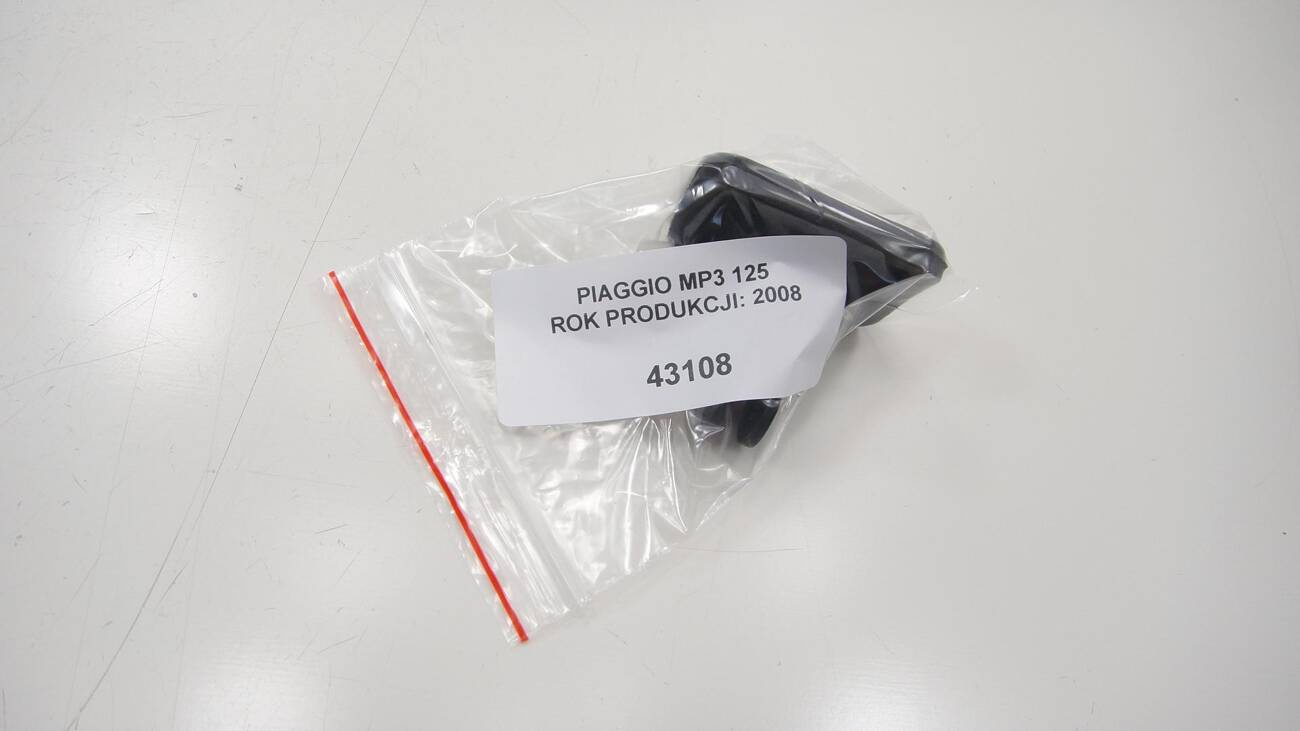 PIAGGIO MP3 125
ROK PRODUKCJI: 2008
43108